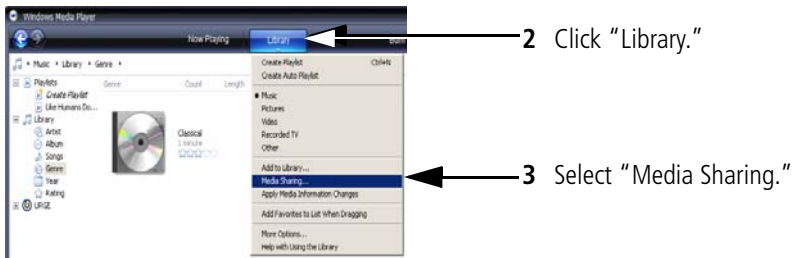 Windows Media Player
Now Playing
Library
Burn
Music • Library • Genre •
Playlists
Create Playlist
Like Humans Do...
Library
Artist
Album
Songs
Genre
Year
Rating
URGE
Genre Count Length
Classical
1 minute
Create Playlist Ctrl+N
Create Auto Playlist
Music
Pictures
Video
Recorded TV
Other
Add to Library...
Media Sharing...
Apply Media Information Changes
Add Favorites to List When Dragging
More Options...
Help with Using the Library
2 Click “Library.”
3 Select “Media Sharing.”